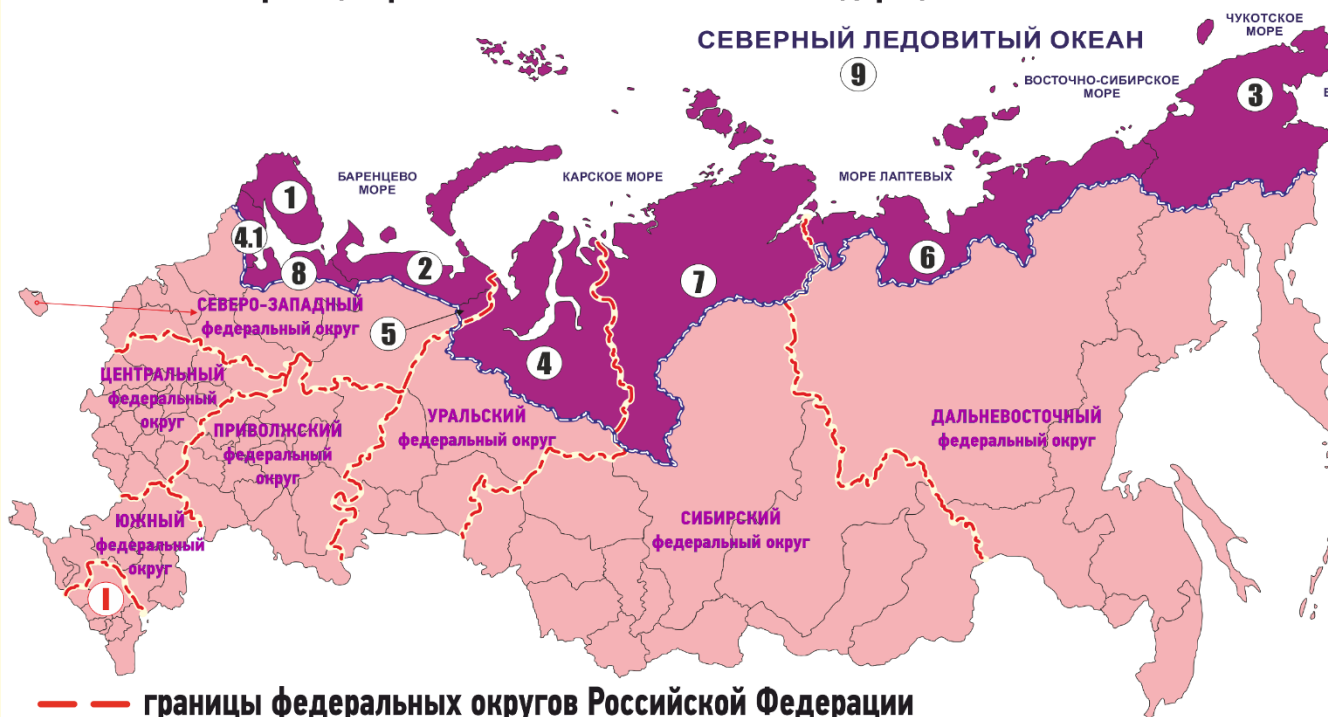 СЕВЕРНЫЙ ЛЕДОВИТЫЙ ОКЕАН
9
ЧУКОТСКОЕ
МОРЕ
ВОСТОЧНО-СИБИРСКОЕ
МОРЕ
3
БАРЕНЦЕВО
МОРЕ
КАРСКОЕ МОРЕ
МОРЕ ЛАПТЕВЫХ
1
4.1
8
2
7
6
5
4
СЕВЕРО-ЗАПАДНЫЙ
федеральный округ
ЦЕНТРАЛЬНЫЙ
федеральный
округ
ПРИВОЛЖСКИЙ
федеральный
округ
УРАЛЬСКИЙ
федеральный округ
ДАЛЬНЕВОСТОЧНЫЙ
федеральный округ
ЮЖНЫЙ
федеральный
округ
СИБИРСКИЙ
федеральный округ
I
границы федеральных округов Российской Федерации